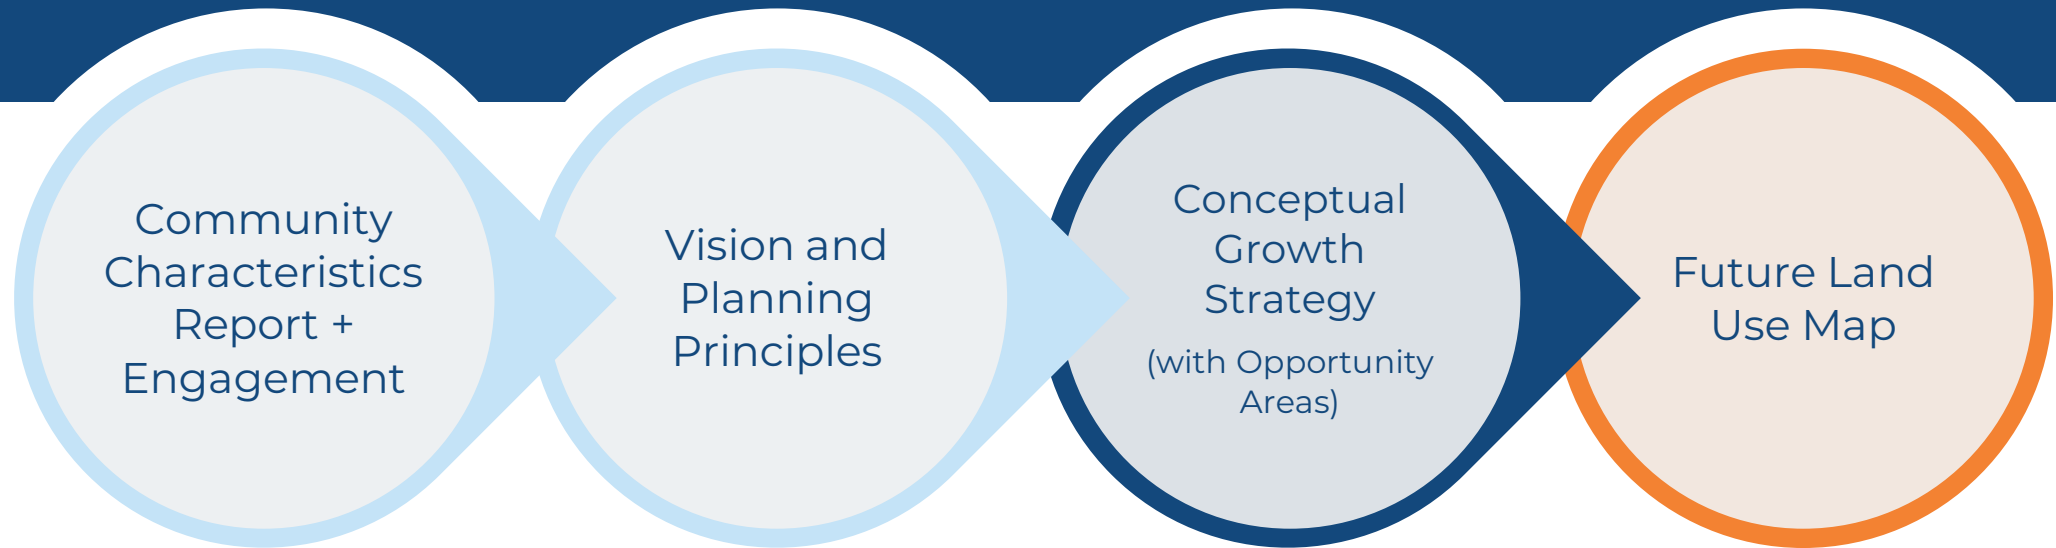 Community
Characteristics
Report +
Engagement
Vision and
Planning
Principles
Conceptual
Growth
Strategy
(with Opportunity
Areas)
Future Land
Use Map